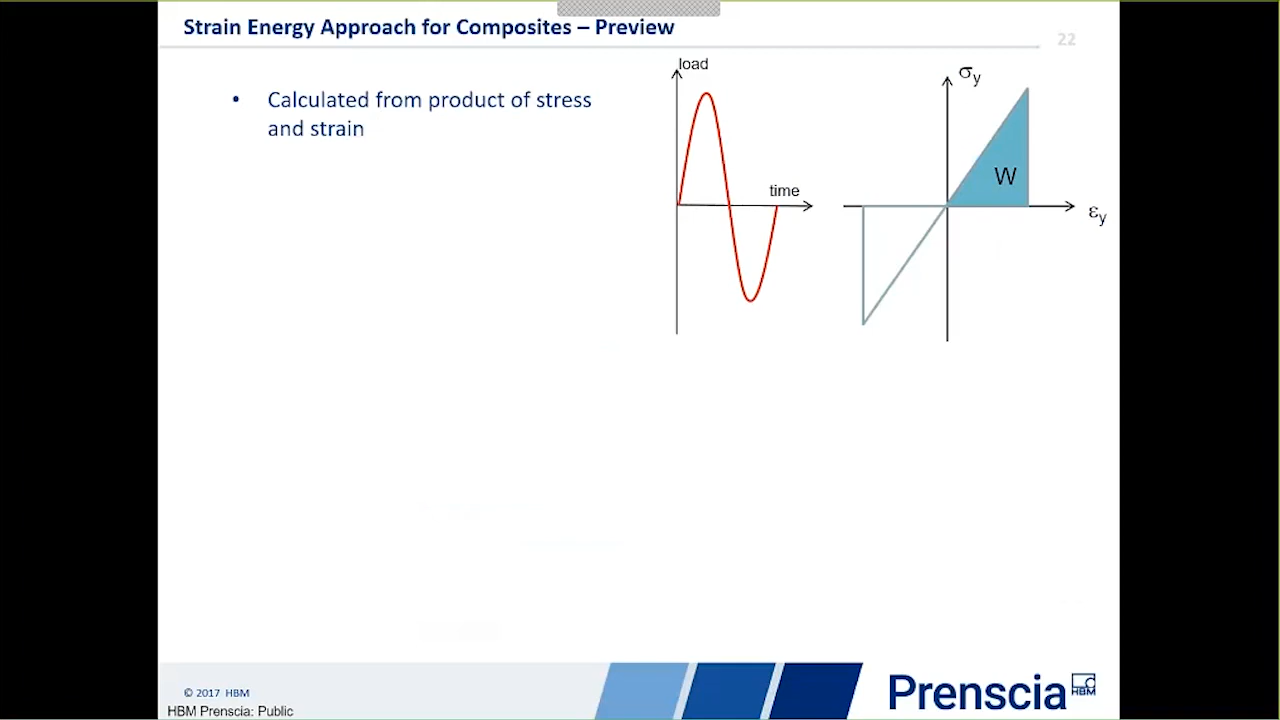 Strain Energy Approach for Composites – Preview
22
• Calculated from product of stress
and strain
load
time
σy
W
εy
© 2017 HBM
HBM Prenscia: Public
Prenscia
HBM